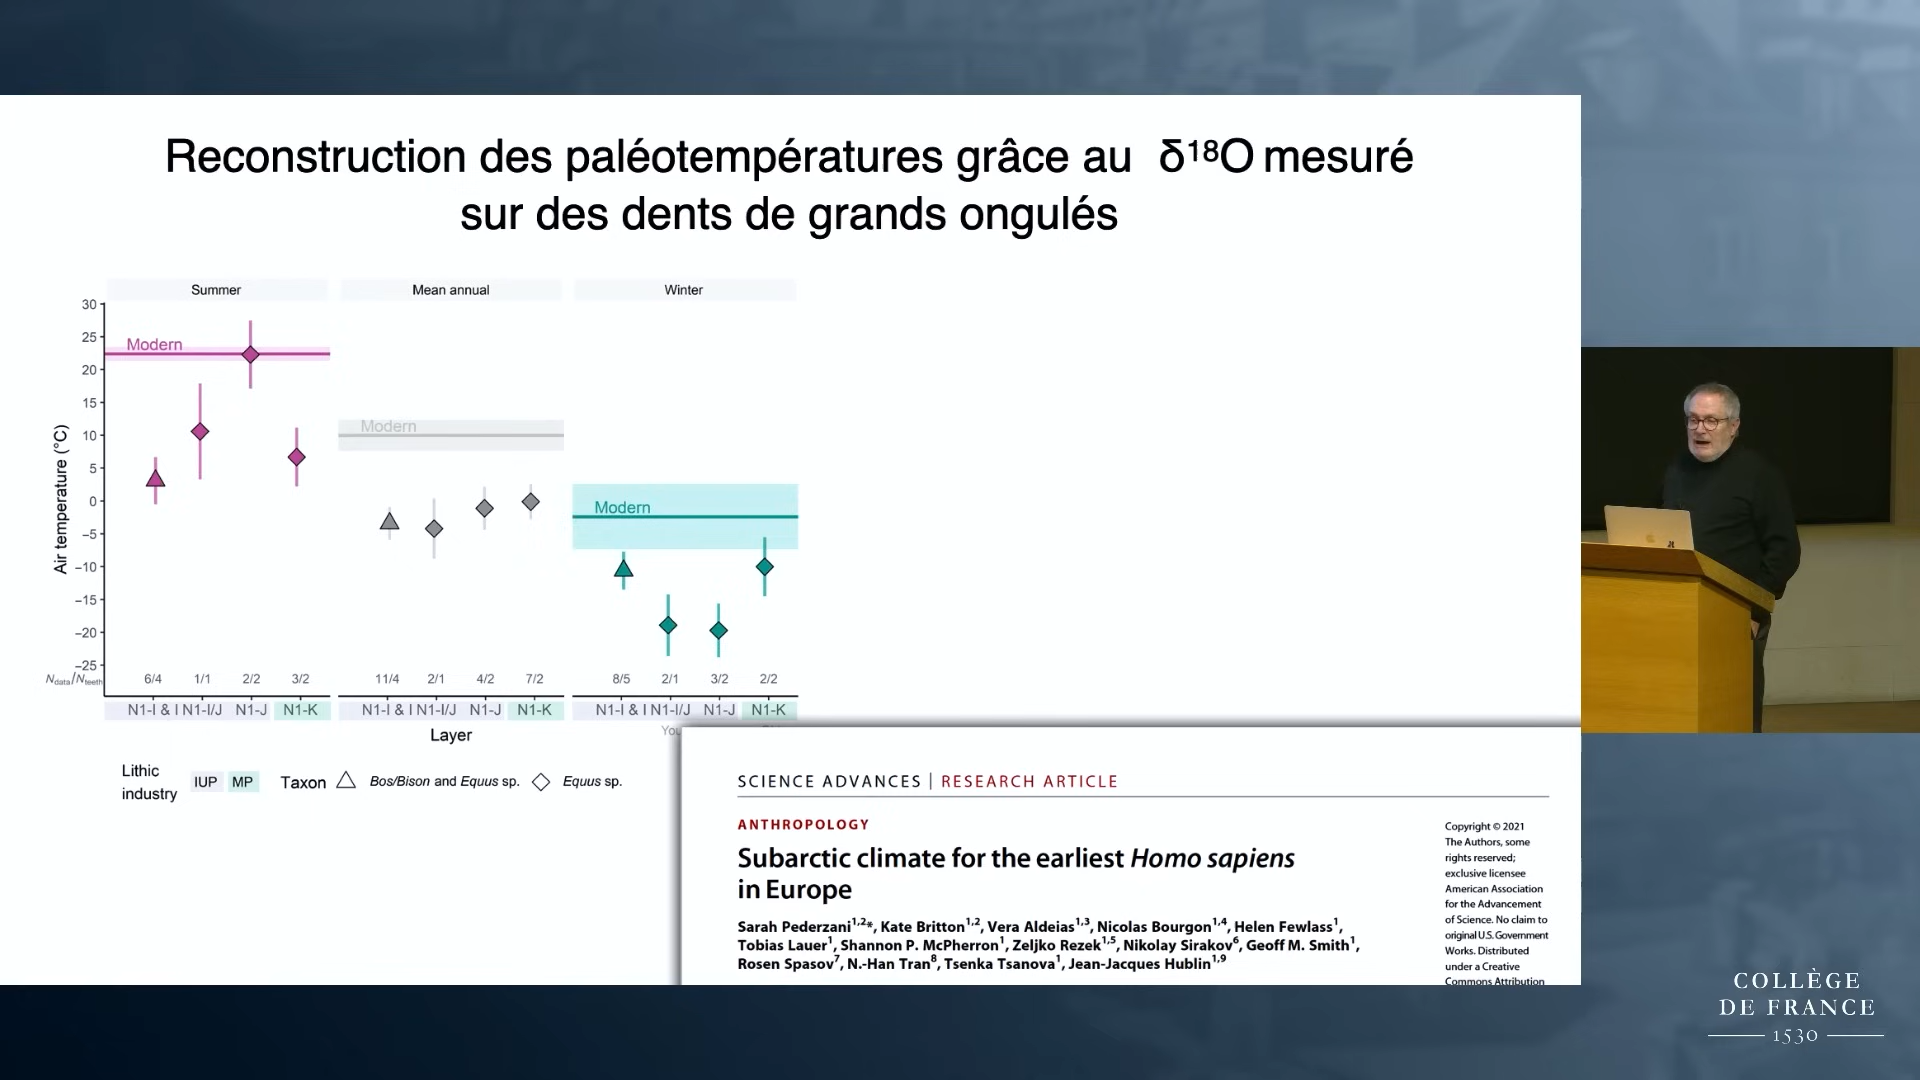 Reconstruction des paléotempératures grâce au δ¹⁸O mesuré
sur des dents de grands ongulés
Summer
Mean annual
Winter
30
25
20
15
10
5
0
−5
−10
−15
−20
−25
Air temperature (°C)
Modern
Modern
Modern
Ndata/Nteeth
6/4 1/1 2/2 3/2
11/4 2/1 4/2 7/2
8/5 2/1 3/2 2/2
N1-I & I N1-I/J N1-J N1-K
N1-I & I N1-I/J N1-J N1-K
N1-I & I N1-I/J N1-J N1-K
Layer
Lithic
industry
IUP MP
Taxon
Bos/Bison and Equus sp.
Equus sp.
SCIENCE ADVANCES | RESEARCH ARTICLE
ANTHROPOLOGY
Subarctic climate for the earliest Homo sapiens
in Europe
Sarah Pederzani1,2*, Kate Britton1,2, Vera Aldeias1,3, Nicolas Bourgon1,4, Helen Fewlass1,
Tobias Lauer1, Shannon P. McPherron1, Zeljko Rezek1,5, Nikolay Sirakov6, Geoff M. Smith1,
Rosen Spasov7, N.-Han Tran8, Tsenka Tsanova1, Jean-Jacques Hublin1,9
Copyright © 2021
The Authors, some
rights reserved;
exclusive licensee
American Association
for the Advancement
of Science. No claim to
original U.S. Government
Works. Distributed
under a Creative
Commons Attribution
COLLÈGE
DE FRANCE
1530